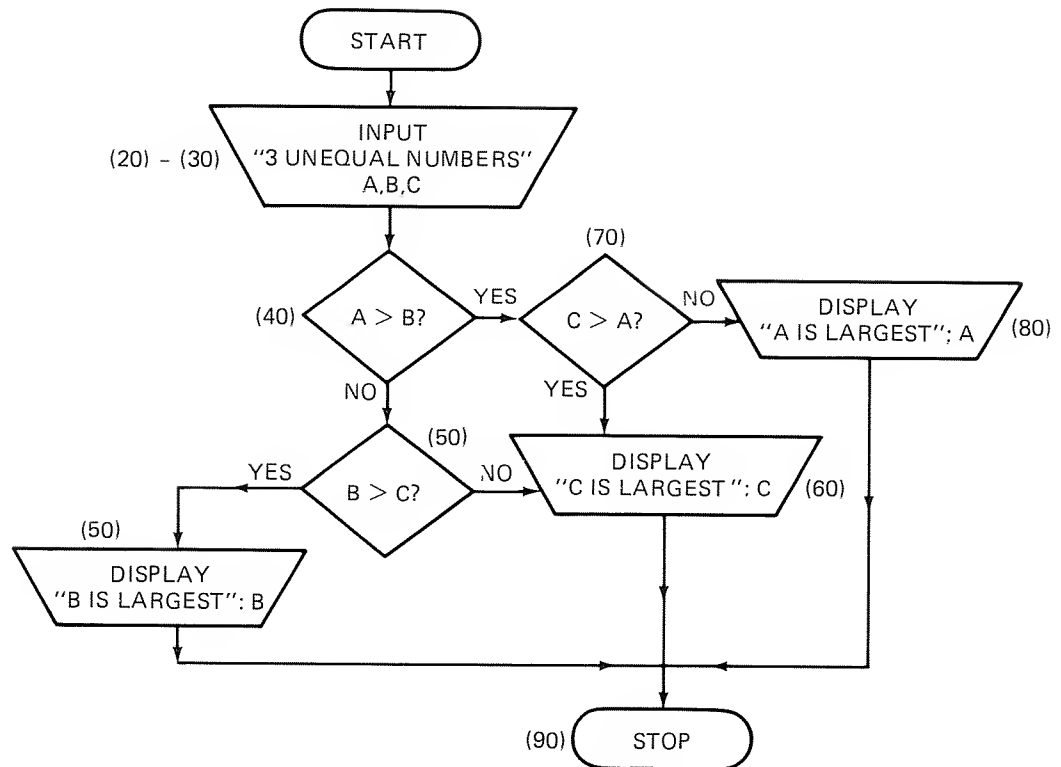 START
INPUT
(20) – (30)
"3 UNEQUAL NUMBERS"
A,B,C
(70)
(40)
A > B?
YES
C > A?
NO
DISPLAY
"A IS LARGEST"; A
(80)
NO
YES
(50)
YES
B > C?
NO
DISPLAY
"C IS LARGEST "; C
(60)
(50)
DISPLAY
"B IS LARGEST": B
(90)
STOP